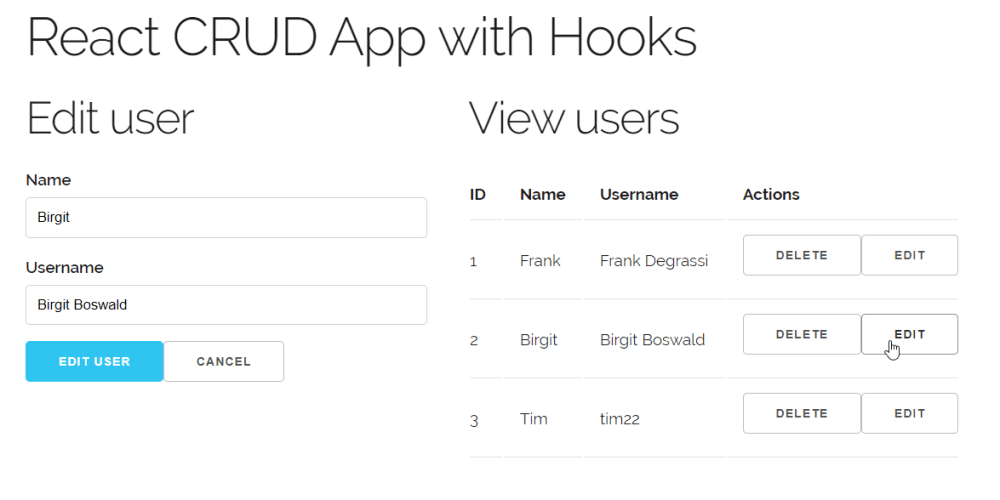 React CRUD App with Hooks
Edit user
Name
Birgit
Username
Birgit Boswald
EDIT USER CANCEL
View users
ID Name Username Actions
1 Frank Frank Degrassi DELETE EDIT
2 Birgit Birgit Boswald DELETE EDIT
3 Tim tim22 DELETE EDIT